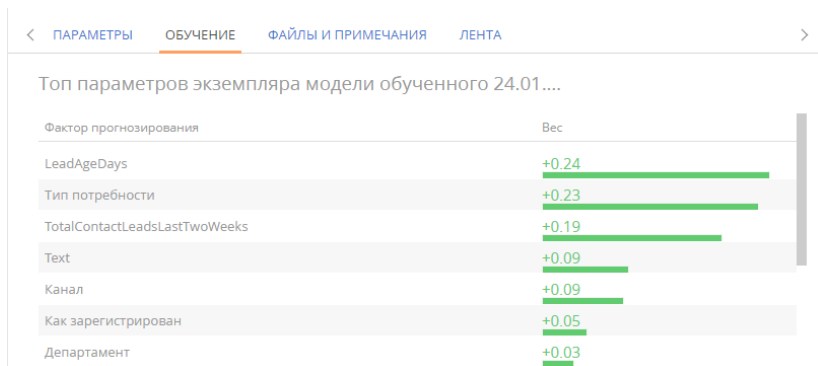 ПАРАМЕТРЫ ОБУЧЕНИЕ ФАЙЛЫ И ПРИМЕЧАНИЯ ЛЕНТА
Топ параметров экземпляра модели обученного 24.01....
Фактор прогнозирования Вес
LeadAgeDays +0.24
Тип потребности +0.23
TotalContactLeadsLastTwoWeeks +0.19
Text +0.09
Канал +0.09
Как зарегистрирован +0.05
Департамент +0.03